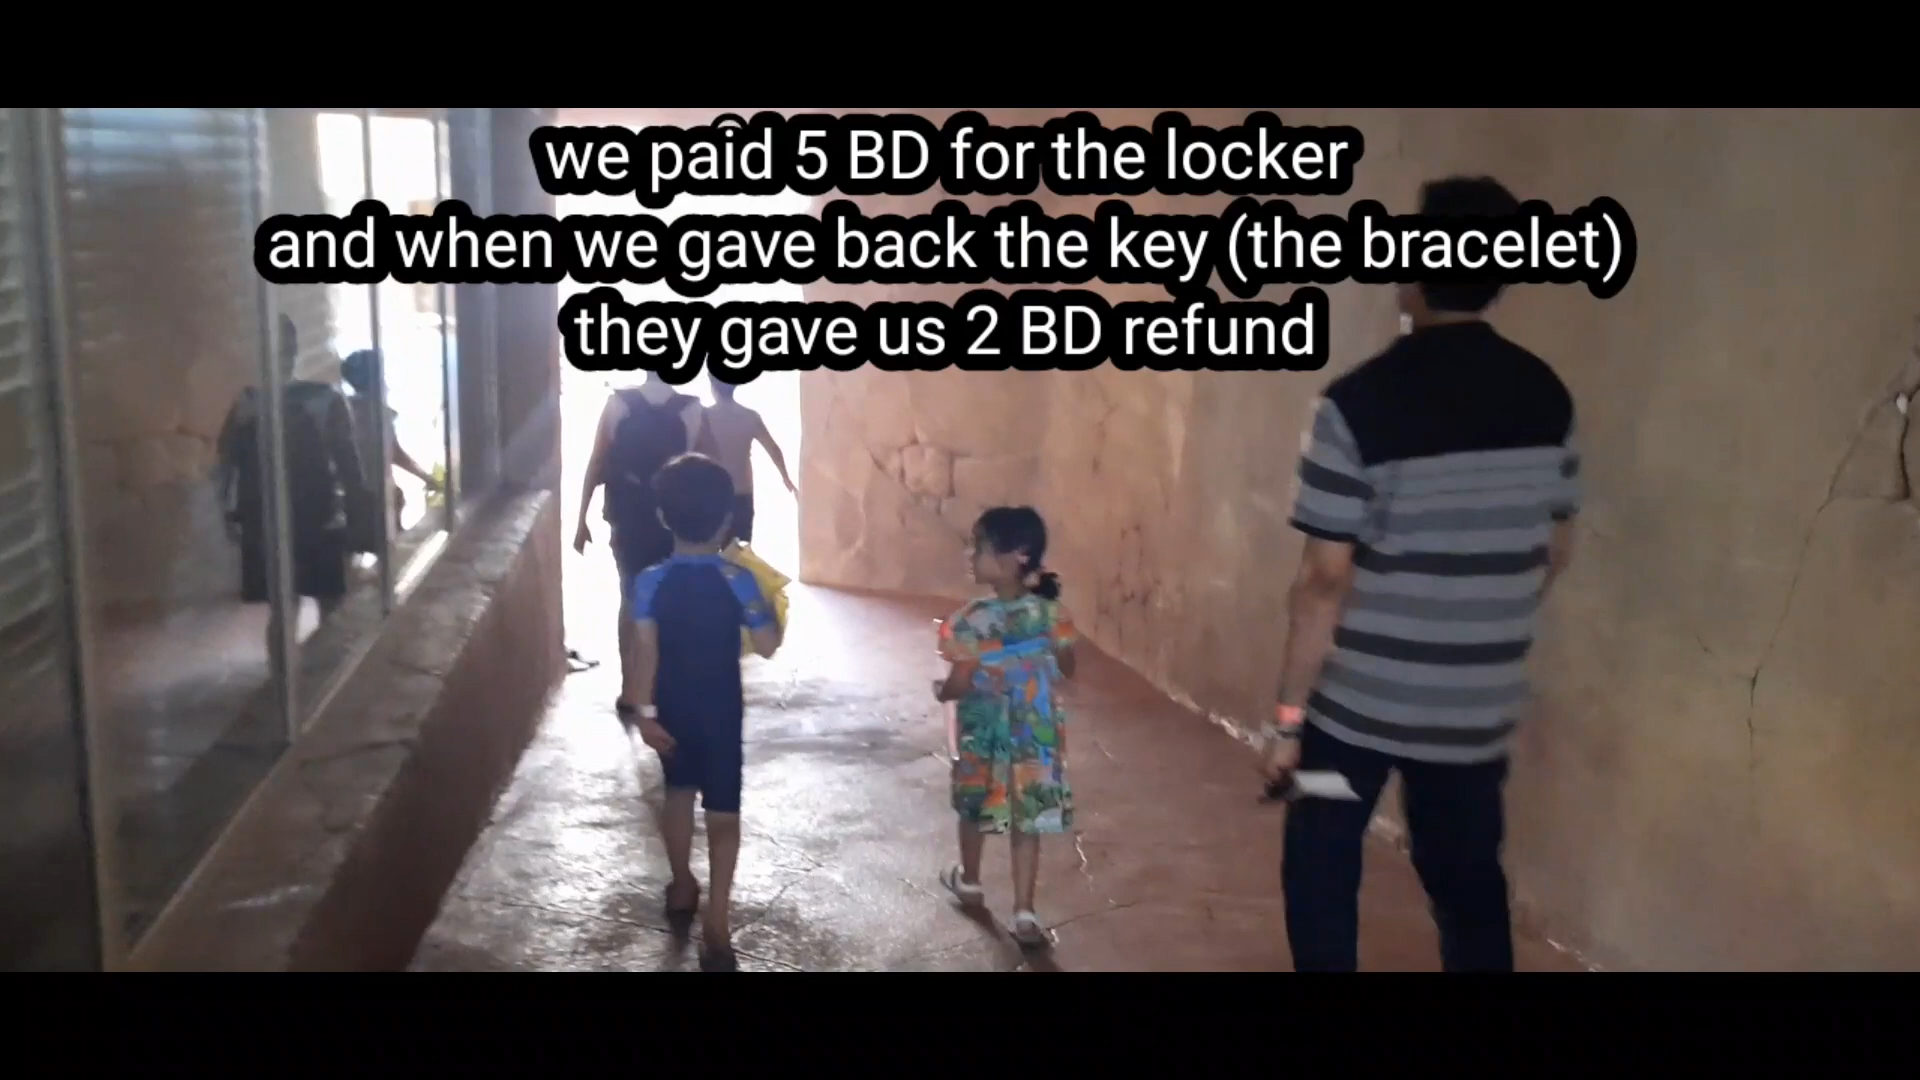 we paid 5 BD for the locker
and when we gave back the key (the bracelet)
they gave us 2 BD refund